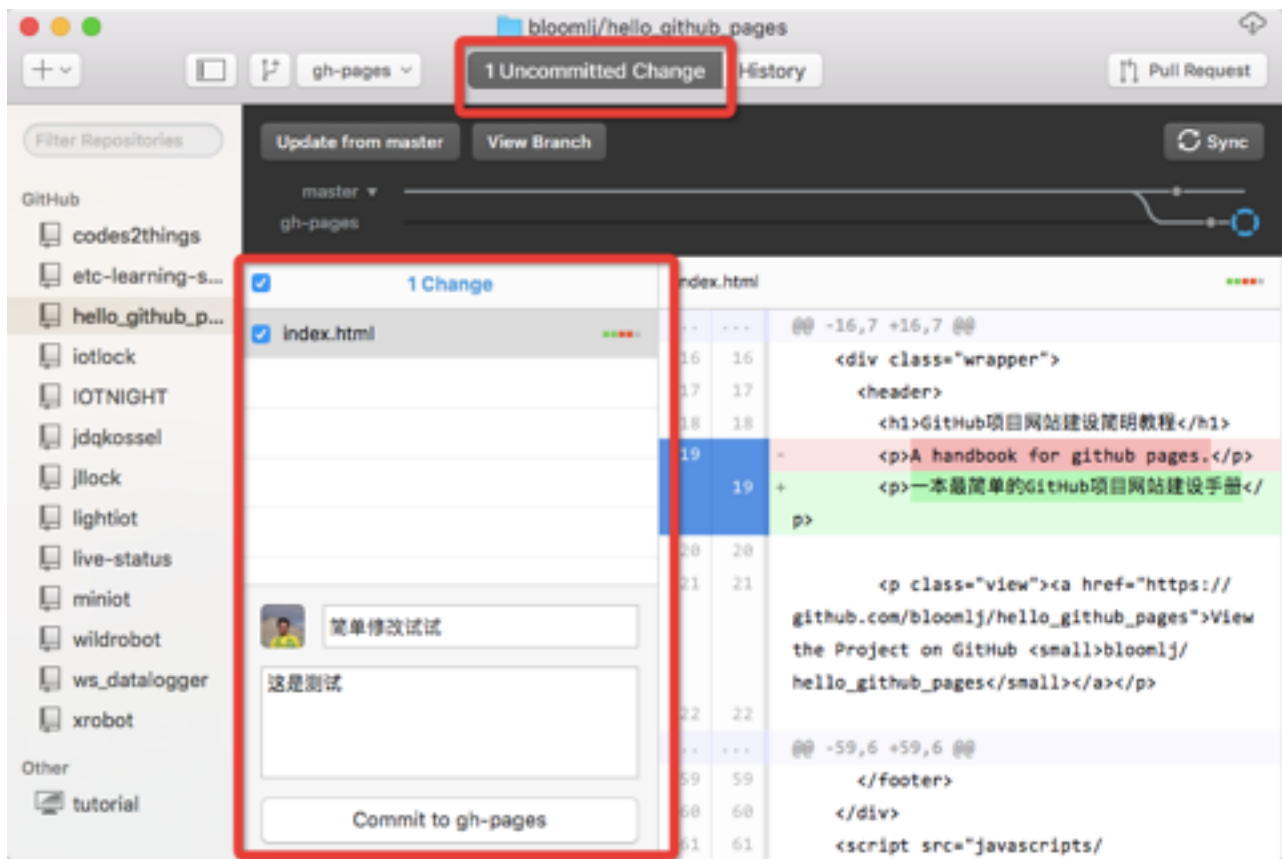 bloomlj/hello_github_pages
gh-pages
1 Uncommitted Change
History
Pull Request
Filter Repositories
Update from master
View Branch
Sync
master
gh-pages
GitHub
codes2things
etc-learning-s...
hello_github_p...
iotlock
IOTNIGHT
jdqkossel
jllock
lightiot
live-status
miniot
wildrobot
ws_datalogger
xrobot
Other
tutorial
1 Change
index.html
简单修改试试
这是测试
Commit to gh-pages
index.html
... ... @@ -16,7 +16,7 @@
16 16 <div class="wrapper">
17 17 <header>
18 18 <h1>GitHub项目网站建设简明教程</h1>
19 - <p>A handbook for github pages.</p>
19 + <p>一本最简单的GitHub项目网站建设手册</
p>
20 20
21 21 <p class="view"><a href="https://
github.com/bloomlj/hello_github_pages">View
the Project on GitHub <small>bloomlj/
hello_github_pages</small></a></p>
22 22
... ... @@ -59,6 +59,6 @@
59 59 </footer>
60 60 </div>
61 61 <script src="javascripts/